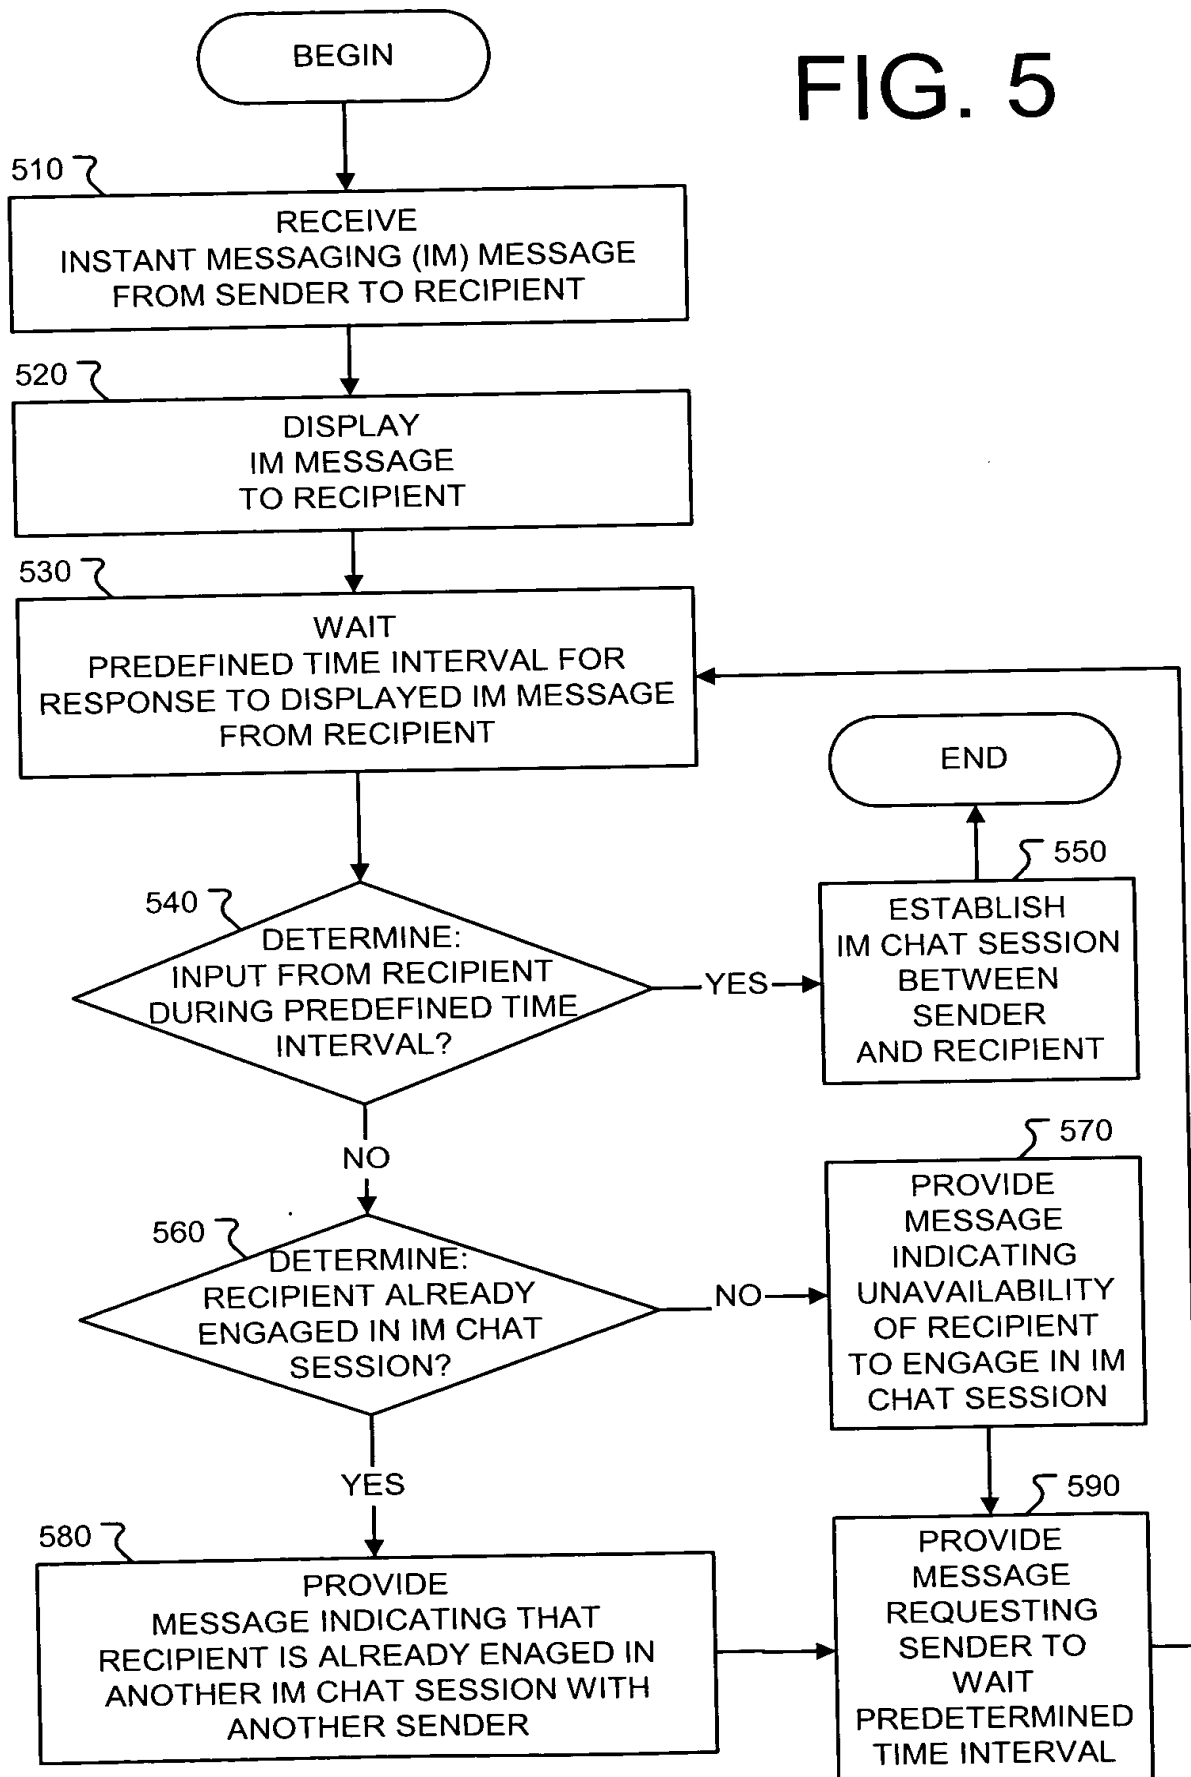 BEGIN
FIG. 5
510
RECEIVE
INSTANT MESSAGING (IM) MESSAGE
FROM SENDER TO RECIPIENT
520
DISPLAY
IM MESSAGE
TO RECIPIENT
530
WAIT
PREDEFINED TIME INTERVAL FOR
RESPONSE TO DISPLAYED IM MESSAGE
FROM RECIPIENT
END
540
DETERMINE:
INPUT FROM RECIPIENT
DURING PREDEFINED TIME
INTERVAL?
YES
550
ESTABLISH
IM CHAT SESSION
BETWEEN
SENDER
AND RECIPIENT
NO
560
DETERMINE:
RECIPIENT ALREADY
ENGAGED IN IM CHAT
SESSION?
NO
570
PROVIDE
MESSAGE
INDICATING
UNAVAILABILITY
OF RECIPIENT
TO ENGAGE IN IM
CHAT SESSION
YES
580
PROVIDE
MESSAGE INDICATING THAT
RECIPIENT IS ALREADY ENAGED IN
ANOTHER IM CHAT SESSION WITH
ANOTHER SENDER
590
PROVIDE
MESSAGE
REQUESTING
SENDER TO
WAIT
PREDETERMINED
TIME INTERVAL